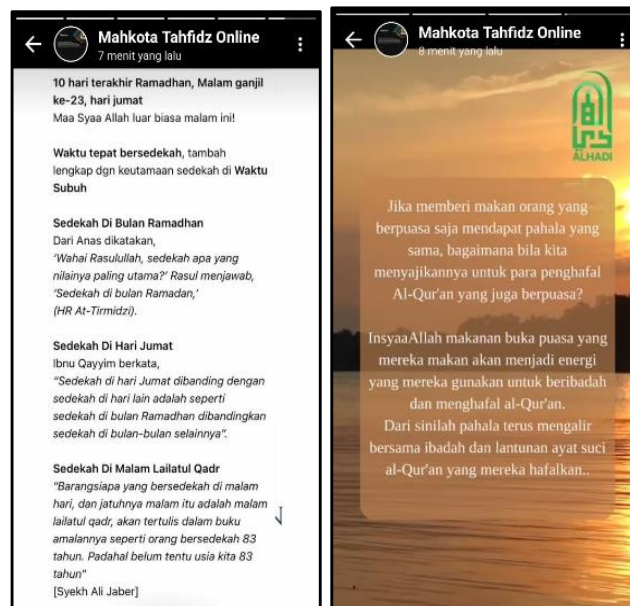 Mahkota Tahfidz Online
7 menit yang lalu
10 hari terakhir Ramadhan, Malam ganjil
ke-23, hari jumat
Maa Syaa Allah luar biasa malam ini!
Waktu tepat bersedekah, tambah
lengkap dgn keutamaan sedekah di Waktu
Subuh
Sedekah Di Bulan Ramadhan
Dari Anas dikatakan,
'Wahai Rasulullah, sedekah apa yang
nilainya paling utama?' Rasul menjawab,
'Sedekah di bulan Ramadan,'
(HR At-Tirmidzi).
Sedekah Di Hari Jumat
Ibnu Qayyim berkata,
"Sedekah di hari Jumat dibanding dengan
sedekah di hari lain adalah seperti
sedekah di bulan Ramadhan dibandingkan
sedekah di bulan-bulan selainnya".
Sedekah Di Malam Lailatul Qadr
"Barangsiapa yang bersedekah di malam
hari, dan jatuhnya malam itu adalah malam
lailatul qadr, akan tertulis dalam buku
amalannya seperti orang bersedekah 83
tahun. Padahal belum tentu usia kita 83
tahun"
[Syekh Ali Jaber]
Mahkota Tahfidz Online
8 menit yang lalu
ALHADI
Jika memberi makan orang yang
berpuasa saja mendapat pahala yang
sama, bagaimana bila kita
menyajikannya untuk para penghafal
Al-Qur'an yang juga berpuasa?
InsyaaAllah makanan buka puasa yang
mereka makan akan menjadi energi
yang mereka gunakan untuk beribadah
dan menghafal al-Qur'an.
Dari sinilah pahala terus mengalir
bersama ibadah dan lantunan ayat suci
al-Qur'an yang mereka hafalkan..